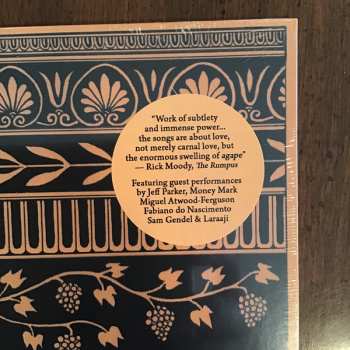 “Work of subtlety
and immense power...
the songs are about love,
not merely carnal love, but
the enormous swelling of agape”
— Rick Moody, The Rumpus
Featuring guest performances
by Jeff Parker, Money Mark
Miguel Atwood-Ferguson
Fabiano do Nascimento
Sam Gendel & Laraaji